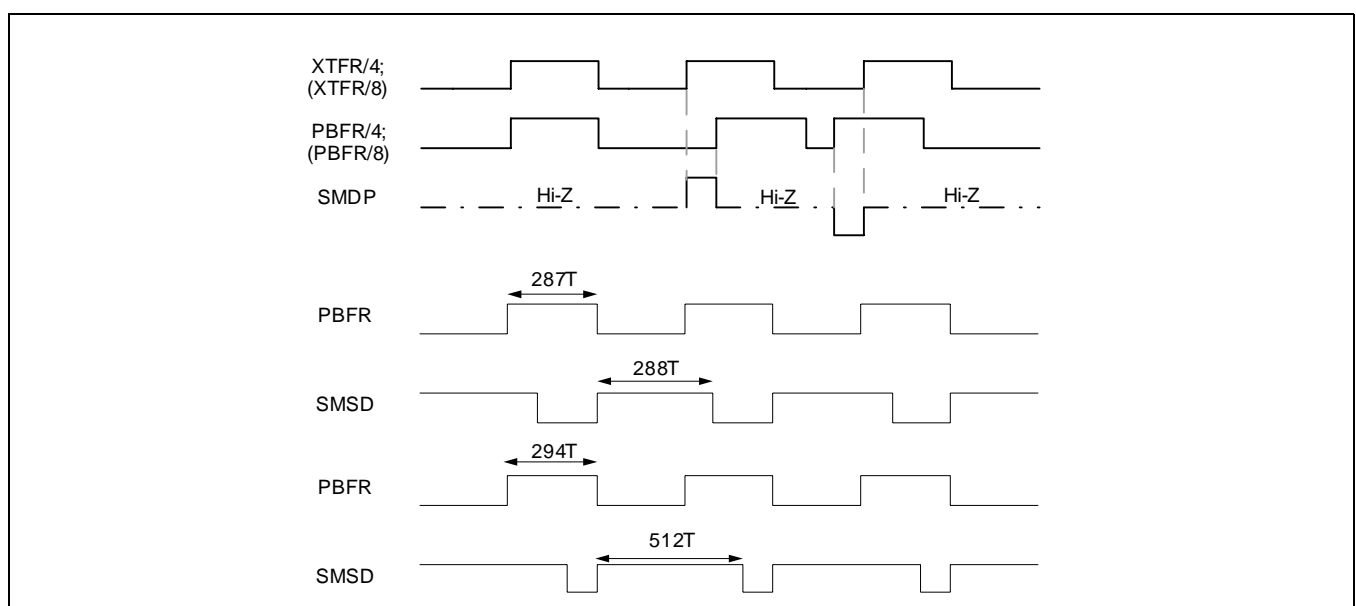 XTFR/4;
(XTFR/8)
PBFR/4;
(PBFR/8)
SMDP
Hi-Z
Hi-Z
Hi-Z
287T
PBFR
288T
SMSD
294T
PBFR
512T
SMSD